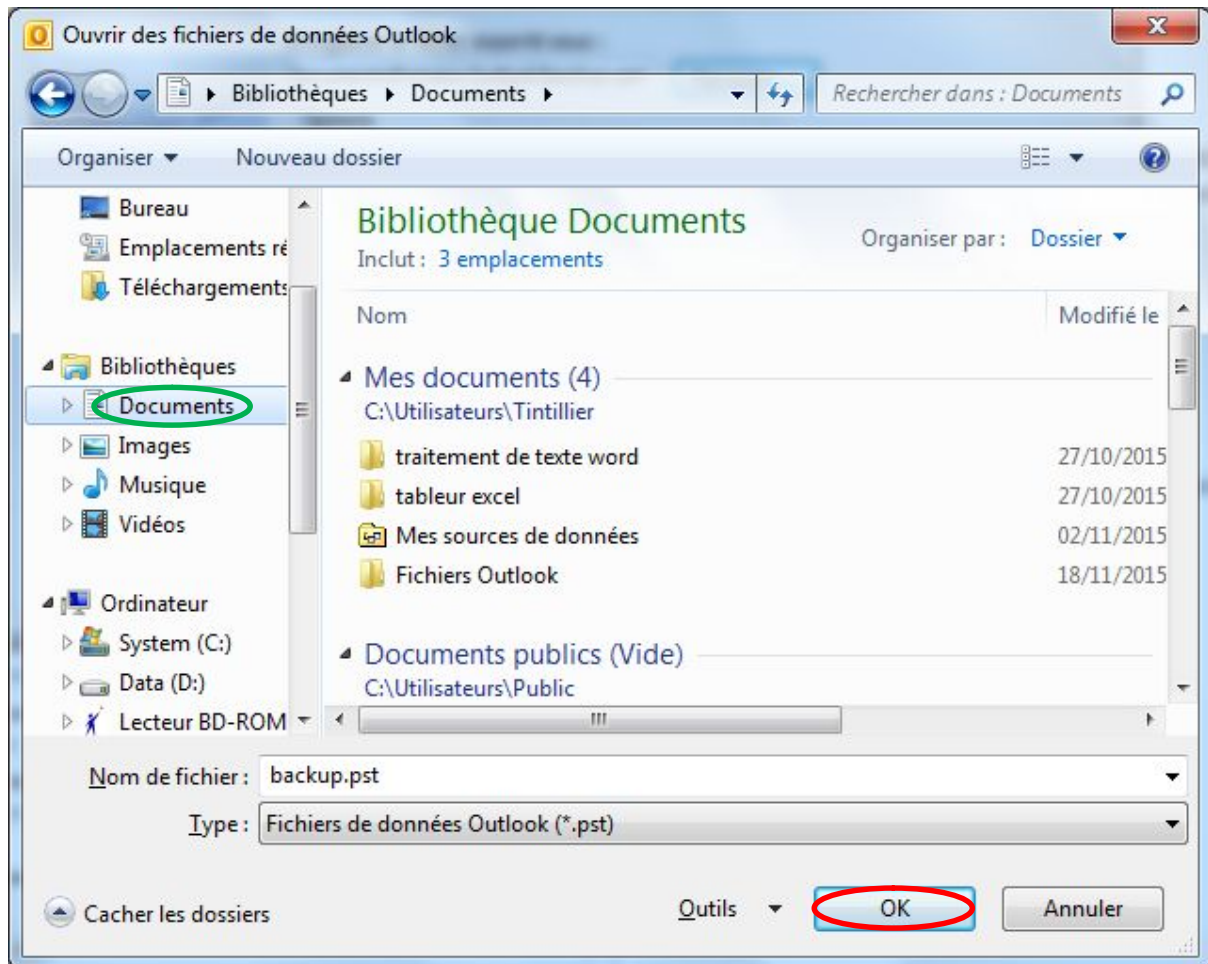 Ouvrir des fichiers de données Outlook
Bibliothèques Documents
Rechercher dans : Documents
Organiser Nouveau dossier
Bureau
Emplacements ré
Téléchargements
Bibliothèques
Documents
Images
Musique
Vidéos
Ordinateur
System (C:)
Data (D:)
Lecteur BD-ROM
Bibliothèque Documents
Inclut : 3 emplacements
Organiser par : Dossier
Nom Modifié le
Mes documents (4)
C:\Utilisateurs\Tintillier
traitement de texte word 27/10/2015
tableur excel 27/10/2015
Mes sources de données 02/11/2015
Fichiers Outlook 18/11/2015
Documents publics (Vide)
C:\Utilisateurs\Public
Nom de fichier : backup.pst
Type : Fichiers de données Outlook (*.pst)
Cacher les dossiers
Outils OK Annuler